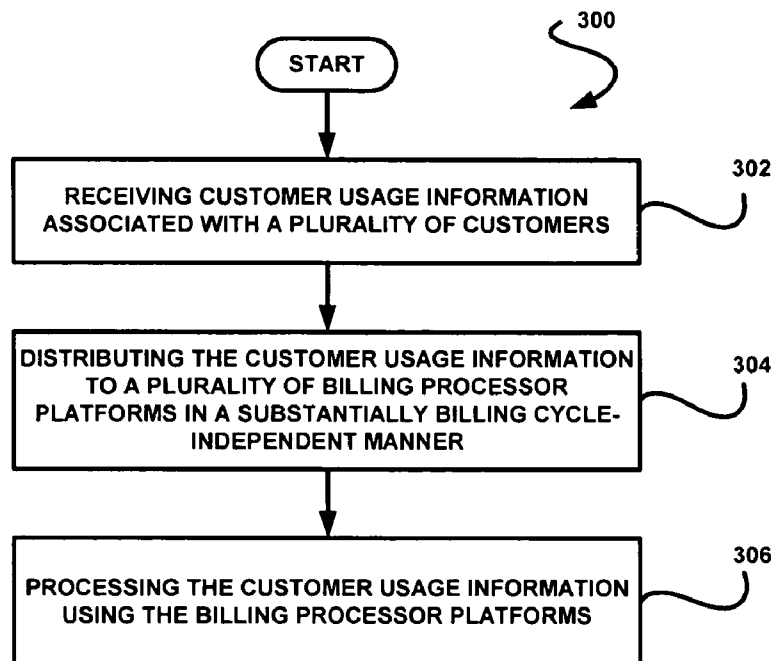 300
START
302
RECEIVING CUSTOMER USAGE INFORMATION
ASSOCIATED WITH A PLURALITY OF CUSTOMERS
304
DISTRIBUTING THE CUSTOMER USAGE INFORMATION
TO A PLURALITY OF BILLING PROCESSOR
PLATFORMS IN A SUBSTANTIALLY BILLING CYCLE-
INDEPENDENT MANNER
306
PROCESSING THE CUSTOMER USAGE INFORMATION
USING THE BILLING PROCESSOR PLATFORMS